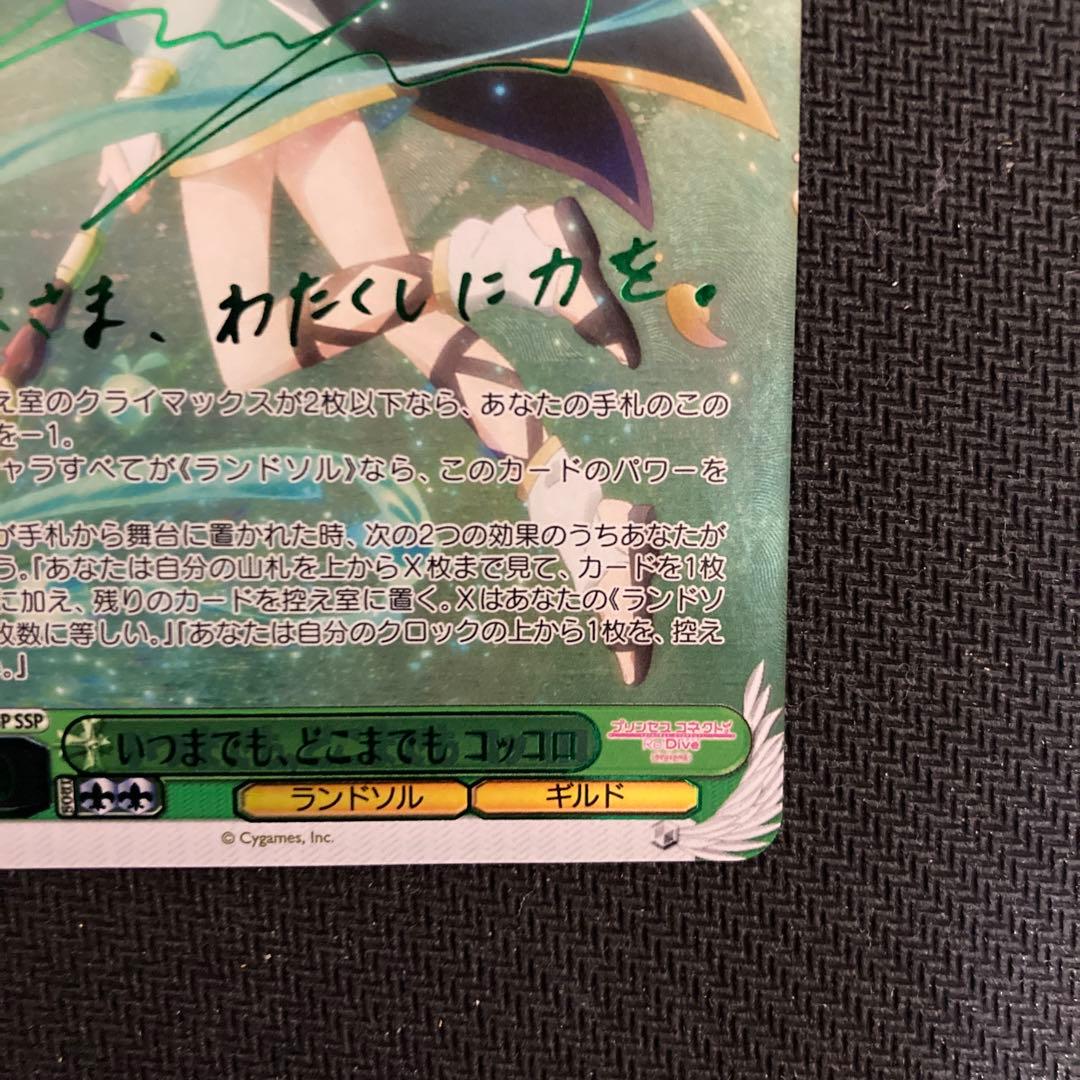 さま、わたくしに力を。
え室のクライマックスが2枚以下なら、あなたの手札のこの
を－1。
ャラすべてが《ランドソル》なら、このカードのパワーを
が手札から舞台に置かれた時、次の2つの効果のうちあなたが
う。「あなたは自分の山札を上からX枚まで見て、カードを1枚
に加え、残りのカードを控え室に置く。Xはあなたの《ランドソ
枚数に等しい。」「あなたは自分のクロックの上から1枚を、控え
。」
SSP
いつまでも、どこまでも コッコロ
プリンセスコネクト！
Re:Dive
SOUL
ランドソル
ギルド
© Cygames, Inc.